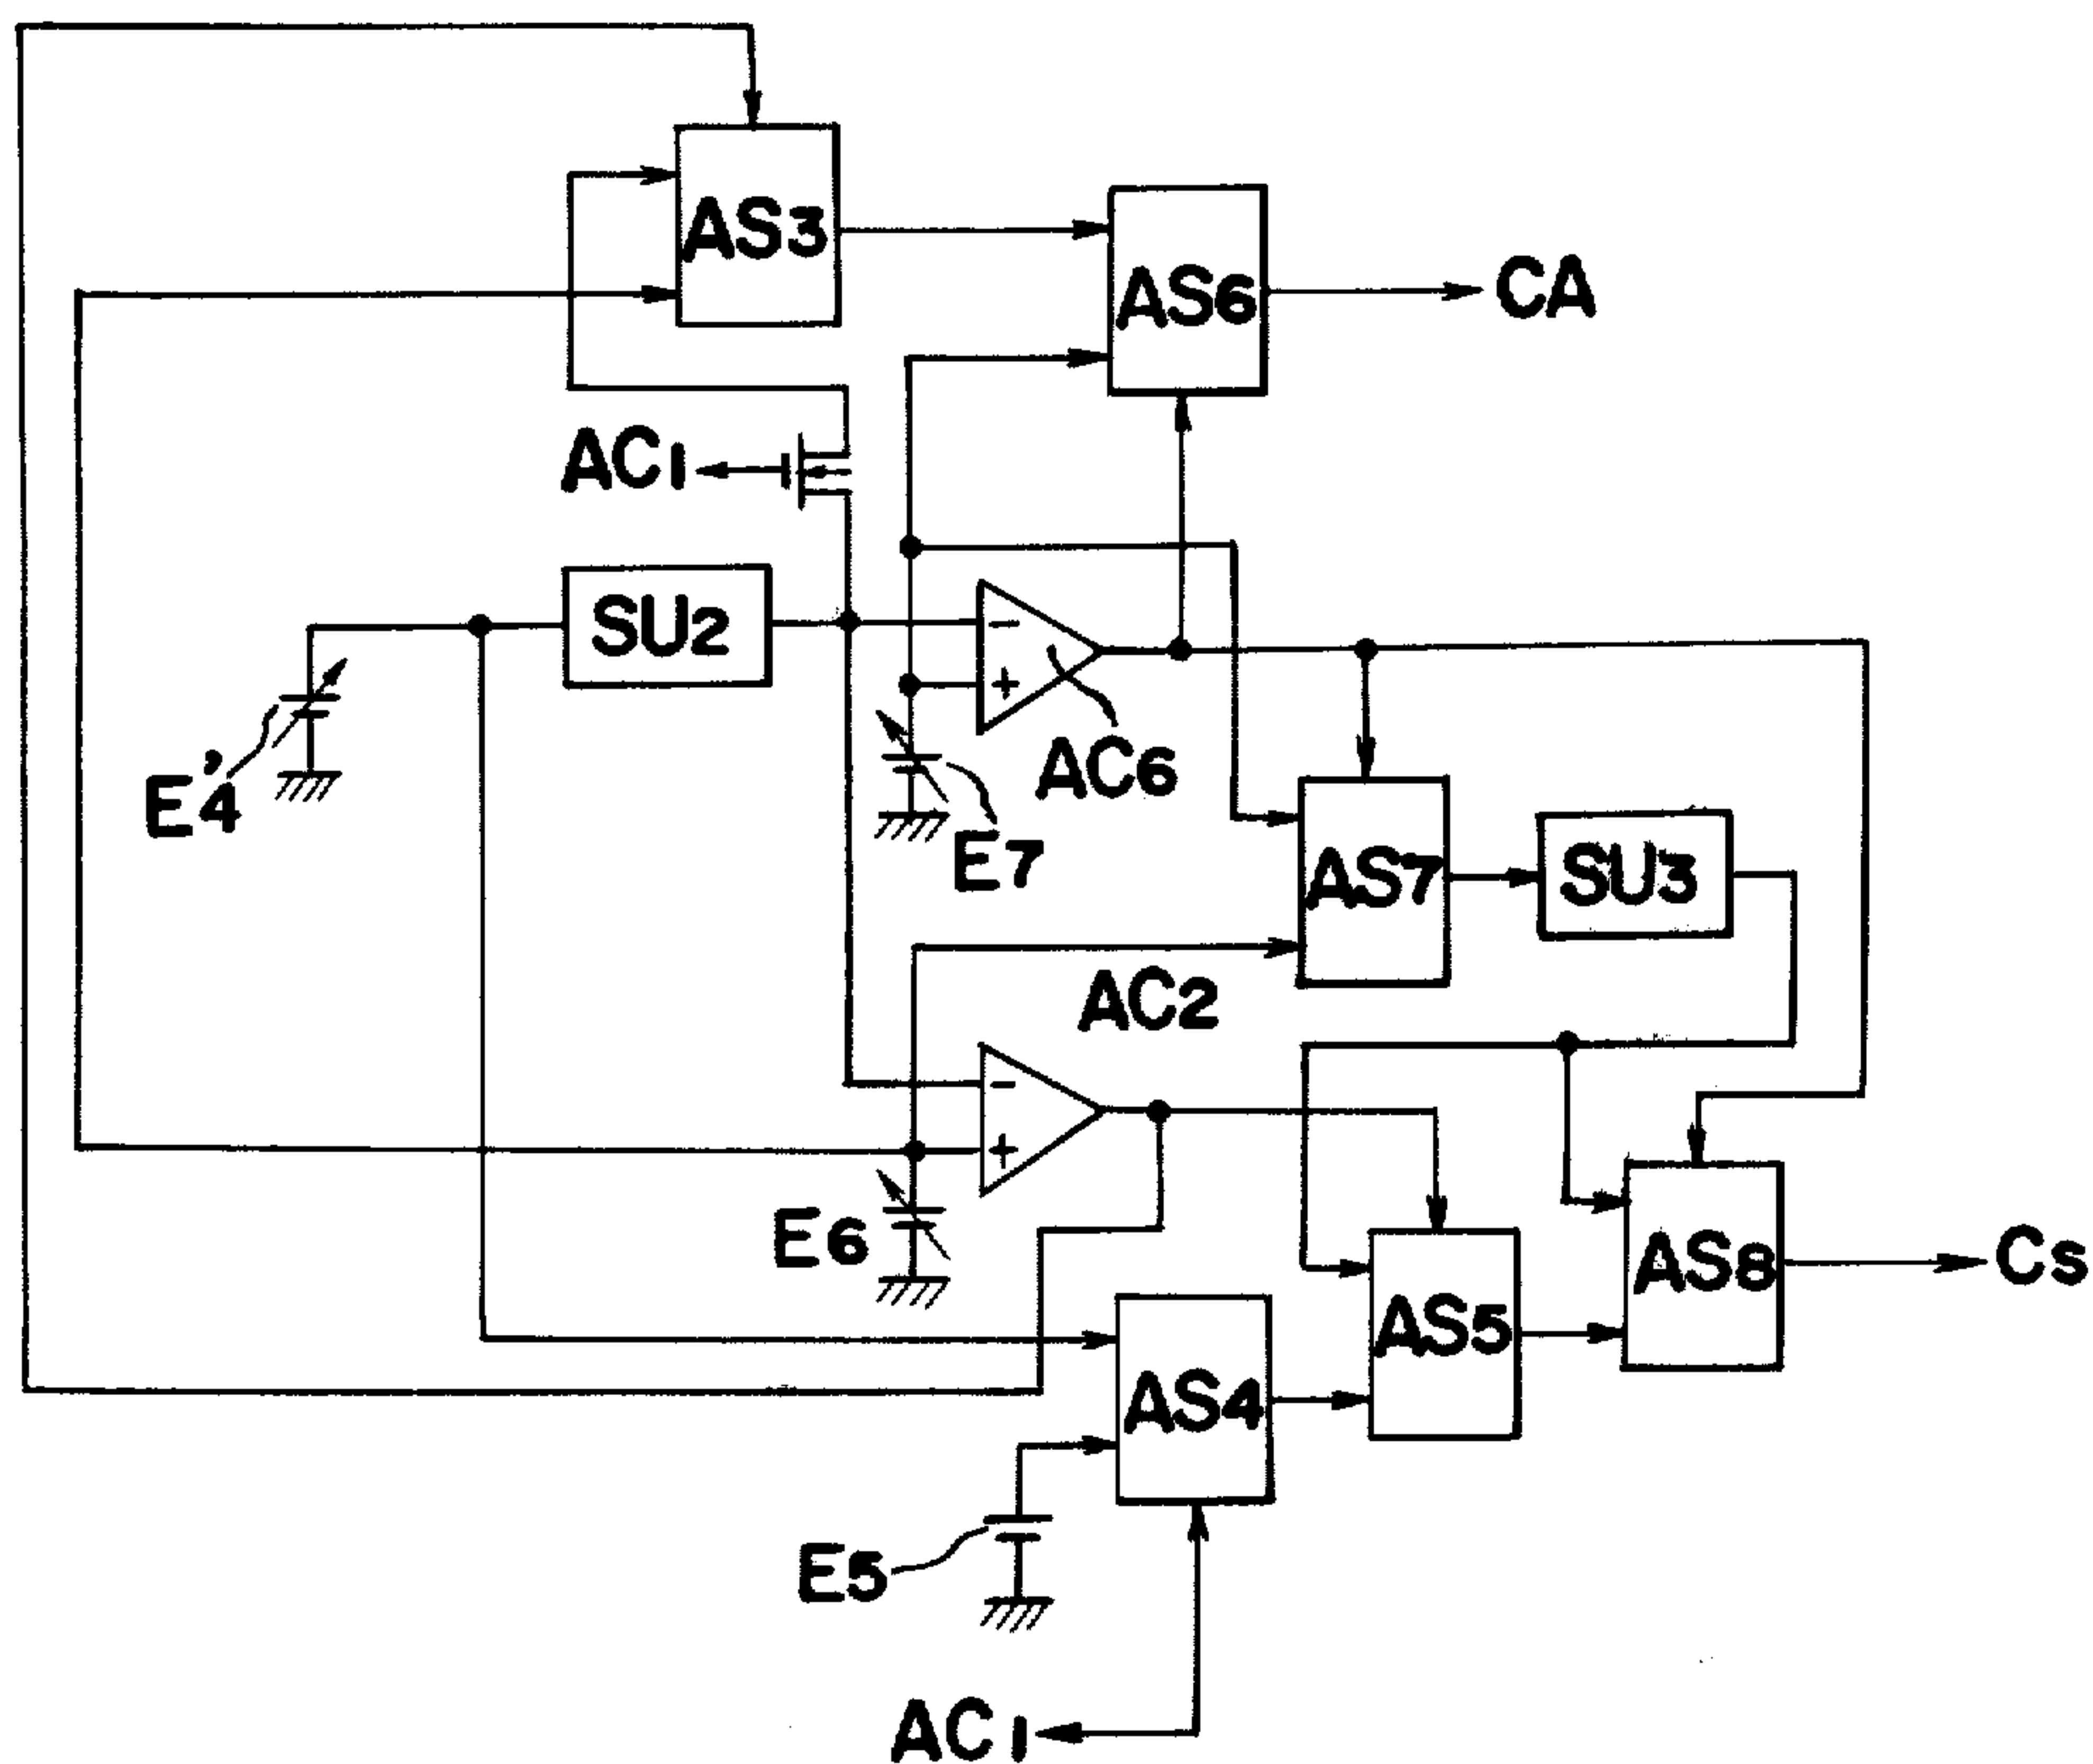 AS3
AS6
CA
AC1
SU2
-
+
AC6
E'4
E7
AS7
SU3
AC2
-
+
E6
AS8
Cs
AS5
AS4
E5
AC1